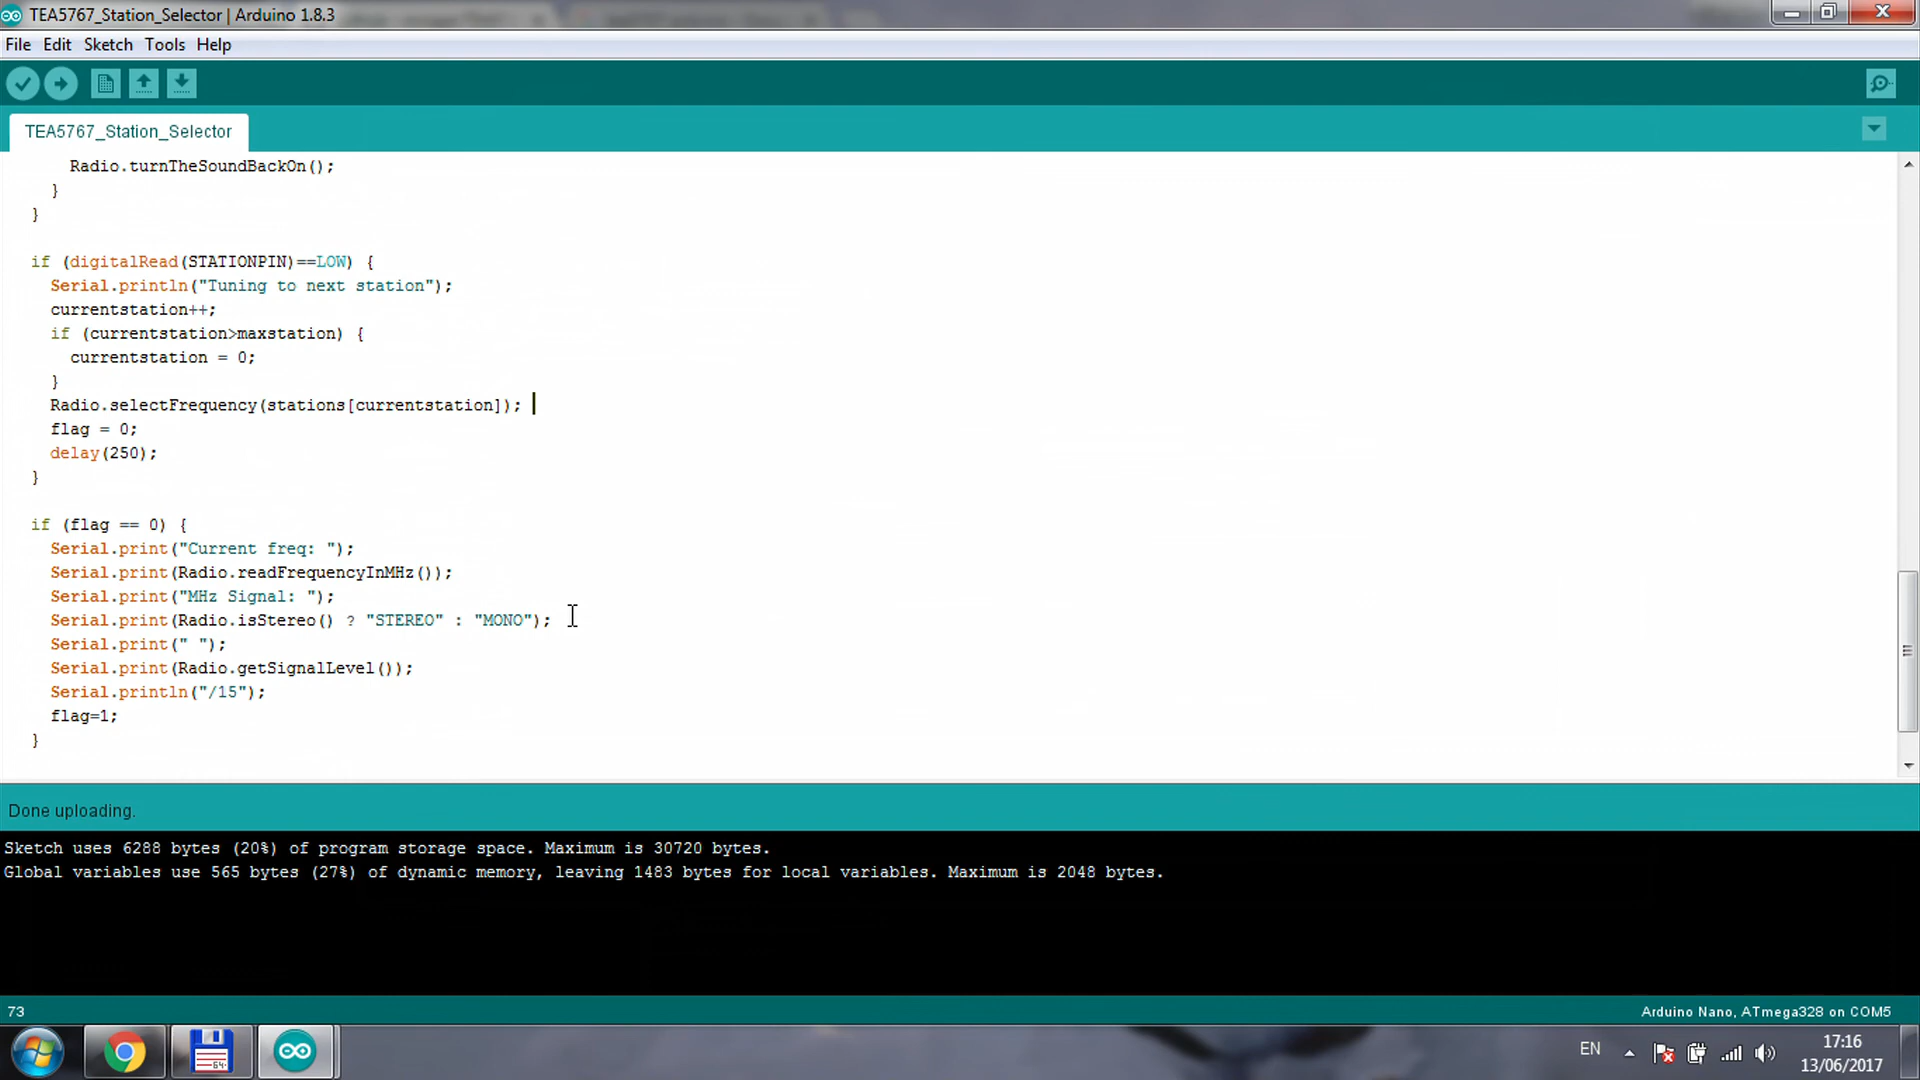 TEA5767_Station_Selector | Arduino 1.8.3
File Edit Sketch Tools Help
TEA5767_Station_Selector
Radio.turnTheSoundBackOn();
}
}
if (digitalRead(STATIONPIN)==LOW) {
Serial.println("Tuning to next station");
currentstation++;
if (currentstation>maxstation) {
currentstation = 0;
}
Radio.selectFrequency(stations[currentstation]);
flag = 0;
delay(250);
}
if (flag == 0) {
Serial.print("Current freq: ");
Serial.print(Radio.readFrequencyInMHz());
Serial.print("MHz Signal: ");
Serial.print(Radio.isStereo() ? "STEREO" : "MONO");
Serial.print(" ");
Serial.print(Radio.getSignalLevel());
Serial.println("/15");
flag=1;
}
Done uploading.
Sketch uses 6288 bytes (20%) of program storage space. Maximum is 30720 bytes.
Global variables use 565 bytes (27%) of dynamic memory, leaving 1483 bytes for local variables. Maximum is 2048 bytes.
73
Arduino Nano, ATmega328 on COM5
64
EN
17:16
13/06/2017